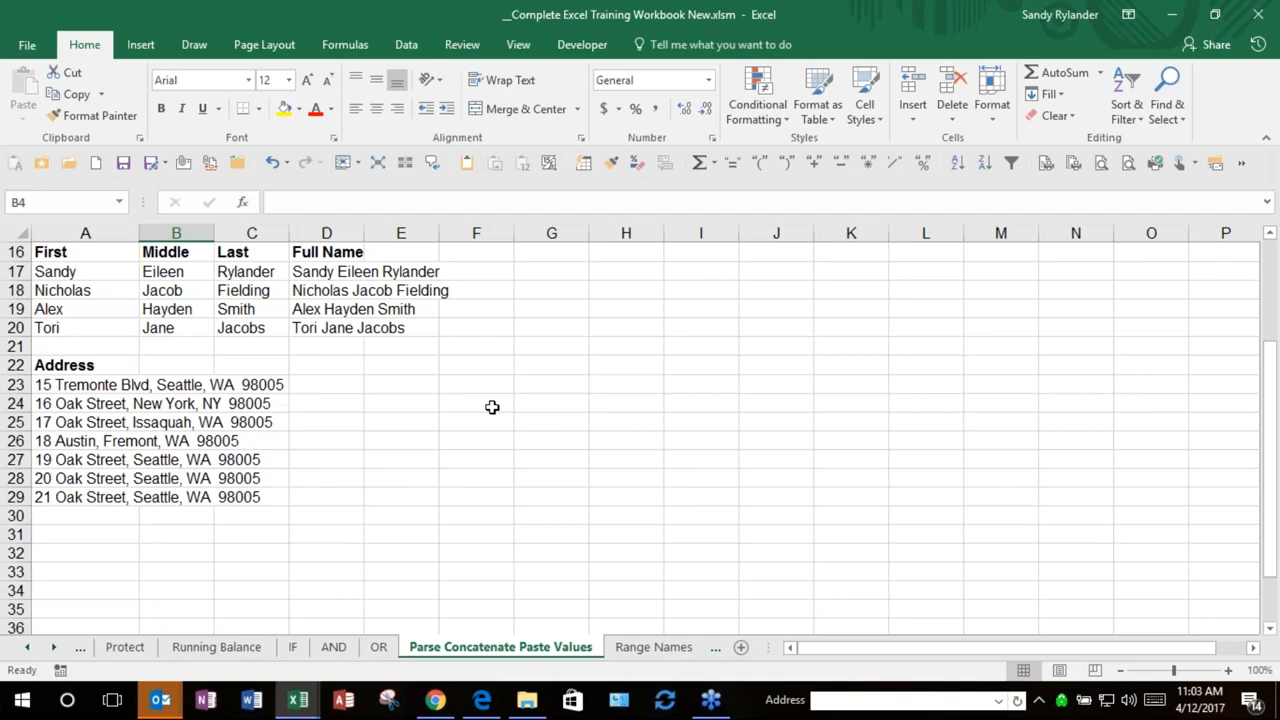 __Complete Excel Training Workbook New.xlsm - Excel
Sandy Rylander
File Home Insert Draw Page Layout Formulas Data Review View Developer Tell me what you want to do Share
Paste
Cut
Copy
Format Painter
Clipboard
Arial 12
B I U
Font
Wrap Text
Merge & Center
Alignment
General
$ % ,
Number
Conditional Formatting
Format as Table
Cell Styles
Styles
Insert Delete Format
Cells
AutoSum
Fill
Clear
Sort & Filter
Find & Select
Editing
B4 fx
A B C D E F G H I J K L M N O P
16 First Middle Last Full Name
17 Sandy Eileen Rylander Sandy Eileen Rylander
18 Nicholas Jacob Fielding Nicholas Jacob Fielding
19 Alex Hayden Smith Alex Hayden Smith
20 Tori Jane Jacobs Tori Jane Jacobs
21
22 Address
23 15 Tremonte Blvd, Seattle, WA 98005
24 16 Oak Street, New York, NY 98005
25 17 Oak Street, Issaquah, WA 98005
26 18 Austin, Fremont, WA 98005
27 19 Oak Street, Seattle, WA 98005
28 20 Oak Street, Seattle, WA 98005
29 21 Oak Street, Seattle, WA 98005
30
31
32
33
34
35
36
... Protect Running Balance IF AND OR Parse Concatenate Paste Values Range Names ...
Ready
100%
Address
11:03 AM
4/12/2017
14